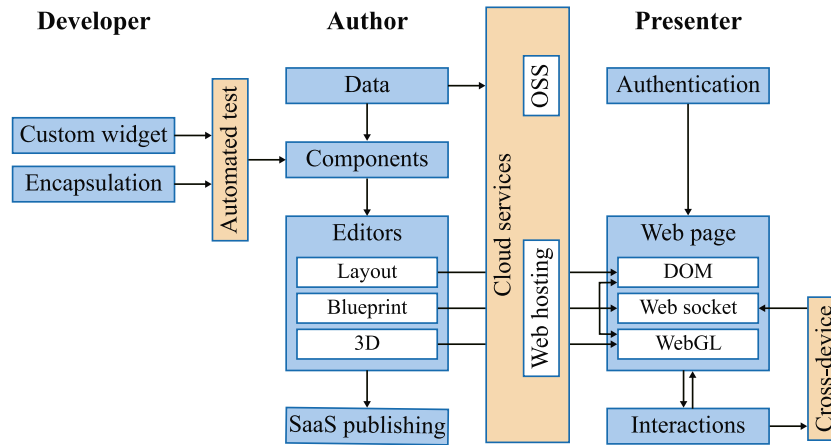 Developer
Author
Presenter
Custom widget
Encapsulation
Automated test
Data
Components
Editors
Layout
Blueprint
3D
SaaS publishing
Cloud services
OSS
Web hosting
Authentication
Web page
DOM
Web socket
WebGL
Interactions
Cross-device